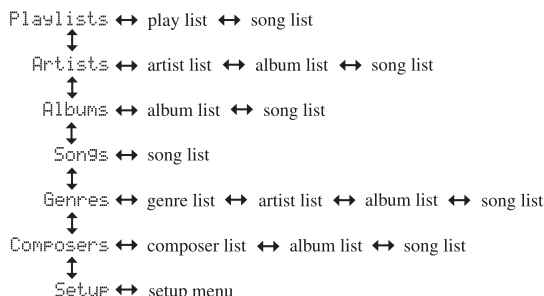 Playlists ↔ play list ↔ song list
Artists ↔ artist list ↔ album list ↔ song list
Albums ↔ album list ↔ song list
Songs ↔ song list
Genres ↔ genre list ↔ artist list ↔ album list ↔ song list
Composers ↔ composer list ↔ album list ↔ song list
Setup ↔ setup menu